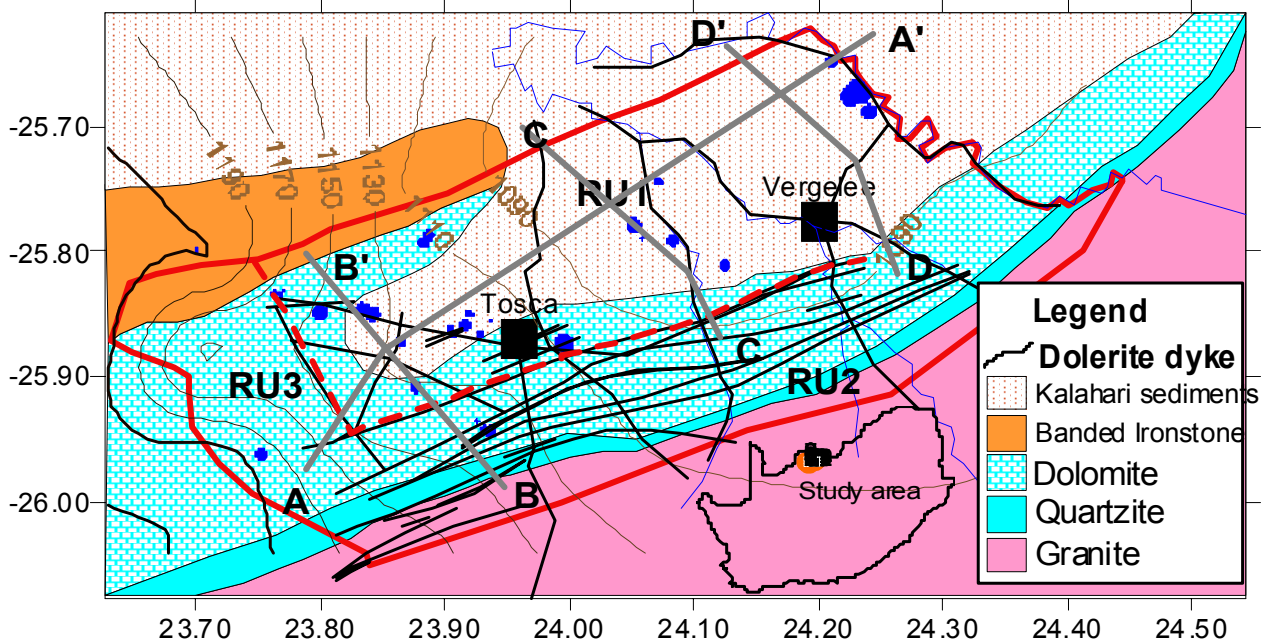 D'
A'
-25.70
C
1190
1170
1150
1130
1110
1090
RU1
Vergelee
-25.80
B'
D
Tosca
Legend
Dolerite dyke
C
RU3
RU2
-25.90
Kalahari sediments
Banded Ironstone
Dolomite
Study area
Quartzite
-26.00
A
B
Granite
23.70
23.80
23.90
24.00
24.10
24.20
24.30
24.40
24.50